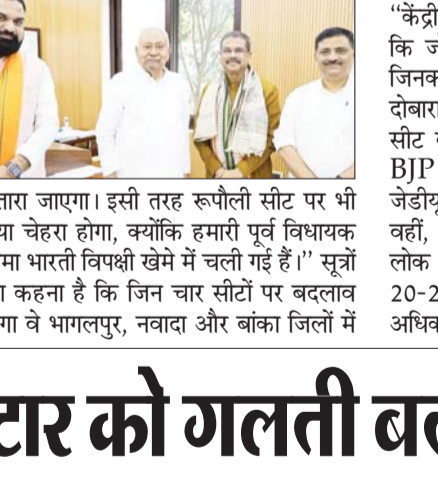 तारा जाएगा। इसी तरह रूपौली सीट पर भी
या चेहरा होगा, क्योंकि हमारी पूर्व विधायक
मा भारती विपक्षी खेमे में चली गई हैं।’’ सूत्रों
कहना है कि जिन चार सीटों पर बदलाव
गा वे भागलपुर, नवादा और बांका जिलों में
“केंद्री
कि
जिनक
दोबारा
सीट
BJP
जेडीयू
वहीं,
लोक
20-2
अधिक
टार को गलती